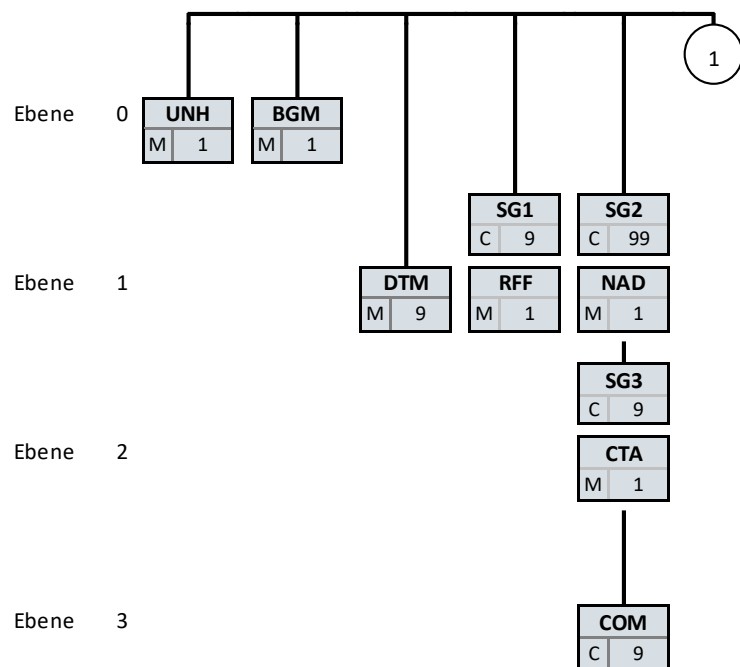 1
Ebene 0 UNH BGM
M 1 M 1
SG1 SG2
C 9 C 99
Ebene 1 DTM RFF NAD
M 9 M 1 M 1
SG3
C 9
Ebene 2 CTA
M 1
Ebene 3 COM
C 9